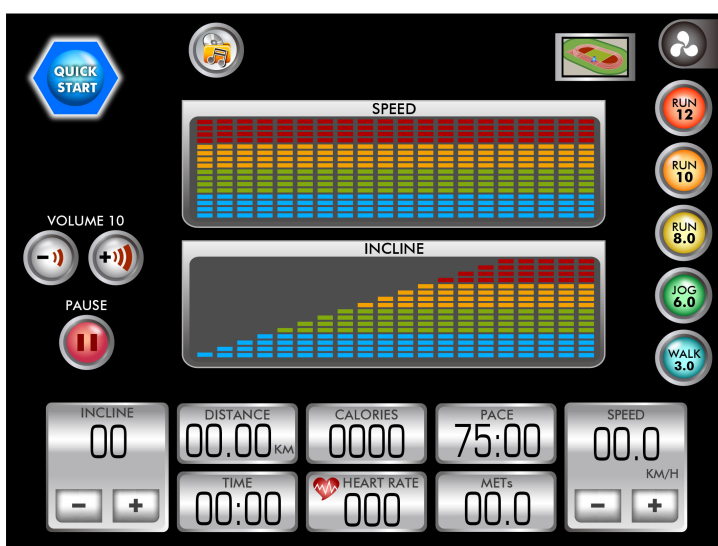 QUICK
START
SPEED
RUN
12
RUN
10
VOLUME 10
RUN
8.0
INCLINE
JOG
6.0
PAUSE
WALK
3.0
INCLINE
00
DISTANCE
00.00 KM
CALORIES
0000
PACE
75:00
SPEED
00.0
KM/H
TIME
00:00
HEART RATE
000
METs
00.0